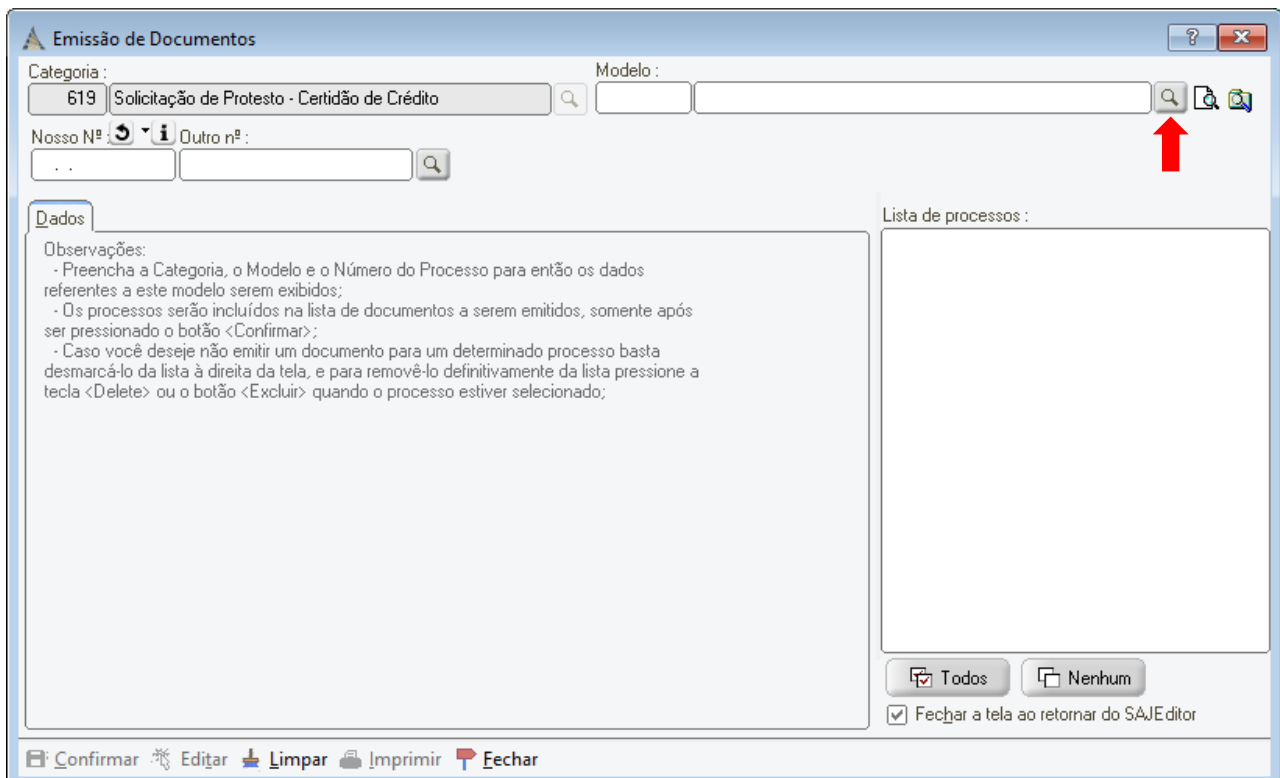 Emissão de Documentos
Categoria :
Modelo :
619 Solicitação de Protesto - Certidão de Crédito
Nosso Nº : Outro nº :
. .
Dados
Lista de processos :
Observações:
- Preencha a Categoria, o Modelo e o Número do Processo para então os dados
referentes a este modelo serem exibidos;
- Os processos serão incluídos na lista de documentos a serem emitidos, somente após
ser pressionado o botão <Confirmar>;
- Caso você deseje não emitir um documento para um determinado processo basta
desmarcá-lo da lista à direita da tela, e para removê-lo definitivamente da lista pressione a
tecla <Delete> ou o botão <Excluir> quando o processo estiver selecionado;
Todos Nenhum
Fechar a tela ao retornar do SAJEditor
Confirmar Editar Limpar Imprimir Fechar